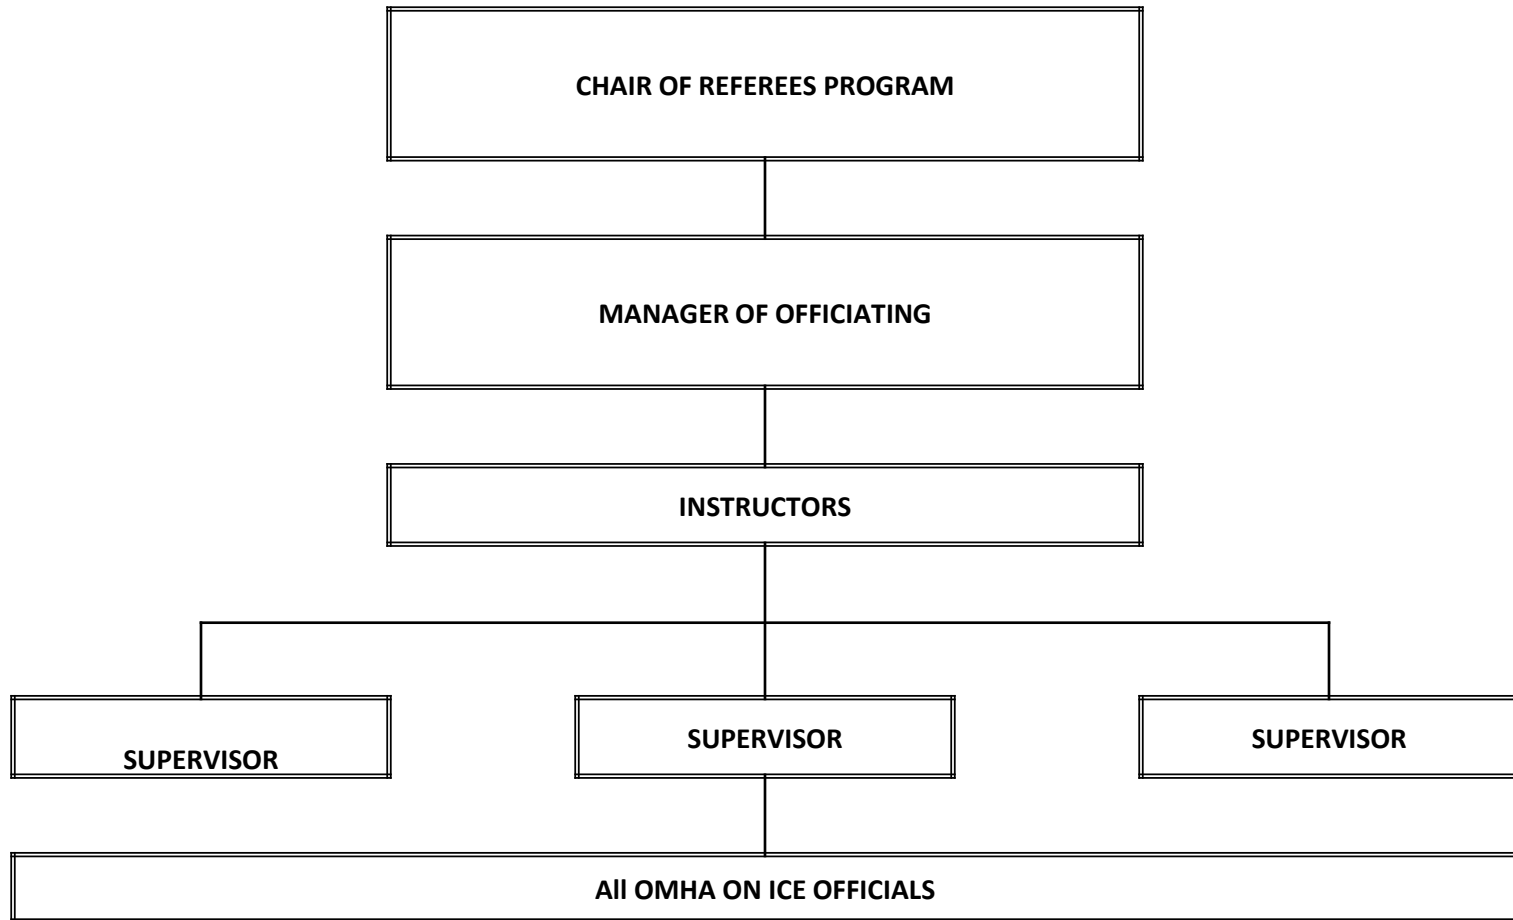 CHAIR OF REFEREES PROGRAM
MANAGER OF OFFICIATING
INSTRUCTORS
SUPERVISOR
SUPERVISOR
SUPERVISOR
All OMHA ON ICE OFFICIALS